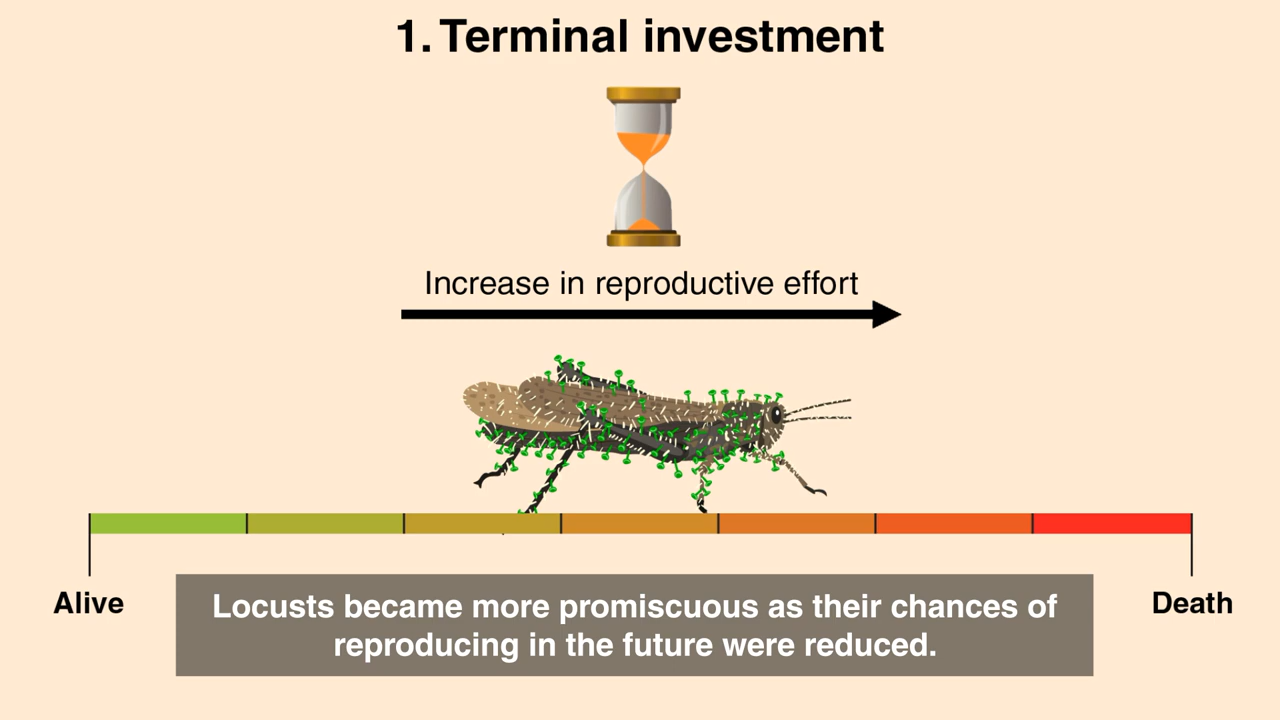 1. Terminal investment
Increase in reproductive effort
Alive
Death
Locusts became more promiscuous as their chances of
reproducing in the future were reduced.